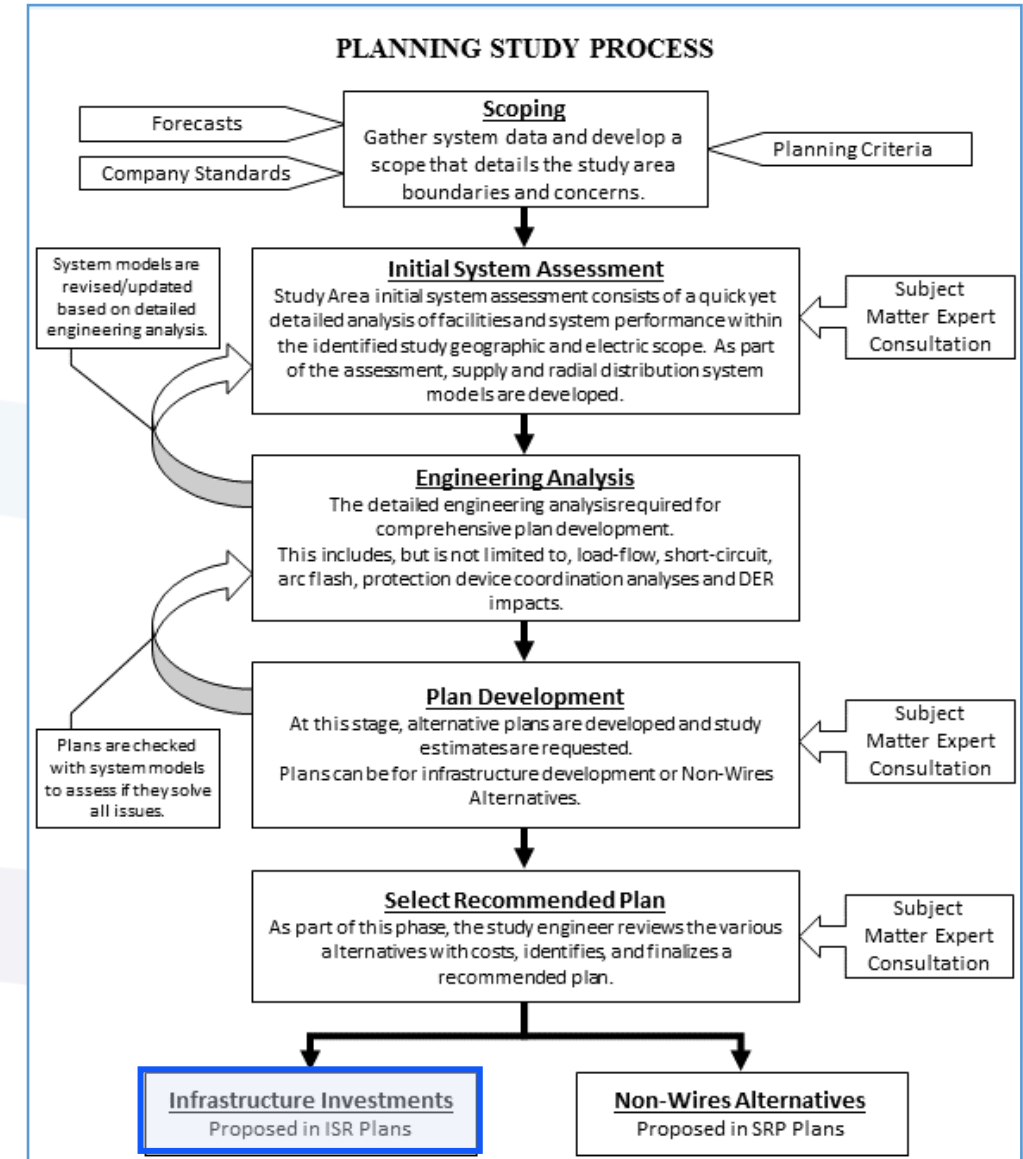 PLANNING STUDY PROCESS
Forecasts
Company Standards
Scoping
Gather system data and develop a
scope that details the study area
boundaries and concerns.
Planning Criteria
System models are
revised/updated
based on detailed
engineering analysis.
Initial System Assessment
Study Area initial system assessment consists of a quick yet
detailed analysis of facilities and system performance within
the identified study geographic and electric scope. As part
of the assessment, supply and radial distribution system
models are developed.
Subject
Matter Expert
Consultation
Engineering Analysis
The detailed engineering analysis required for
comprehensive plan development.
This includes, but is not limited to, load-flow, short-circuit,
arc flash, protection device coordination analyses and DER
impacts.
Plans are checked
with system models
to assess if they solve
all issues.
Plan Development
At this stage, alternative plans are developed and study
estimates are requested.
Plans can be for infrastructure development or Non-Wires
Alternatives.
Subject
Matter Expert
Consultation
Select Recommended Plan
As part of this phase, the study engineer reviews the various
alternatives with costs, identifies, and finalizes a
recommended plan.
Subject
Matter Expert
Consultation
Infrastructure Investments
Proposed in ISR Plans
Non-Wires Alternatives
Proposed in SRP Plans